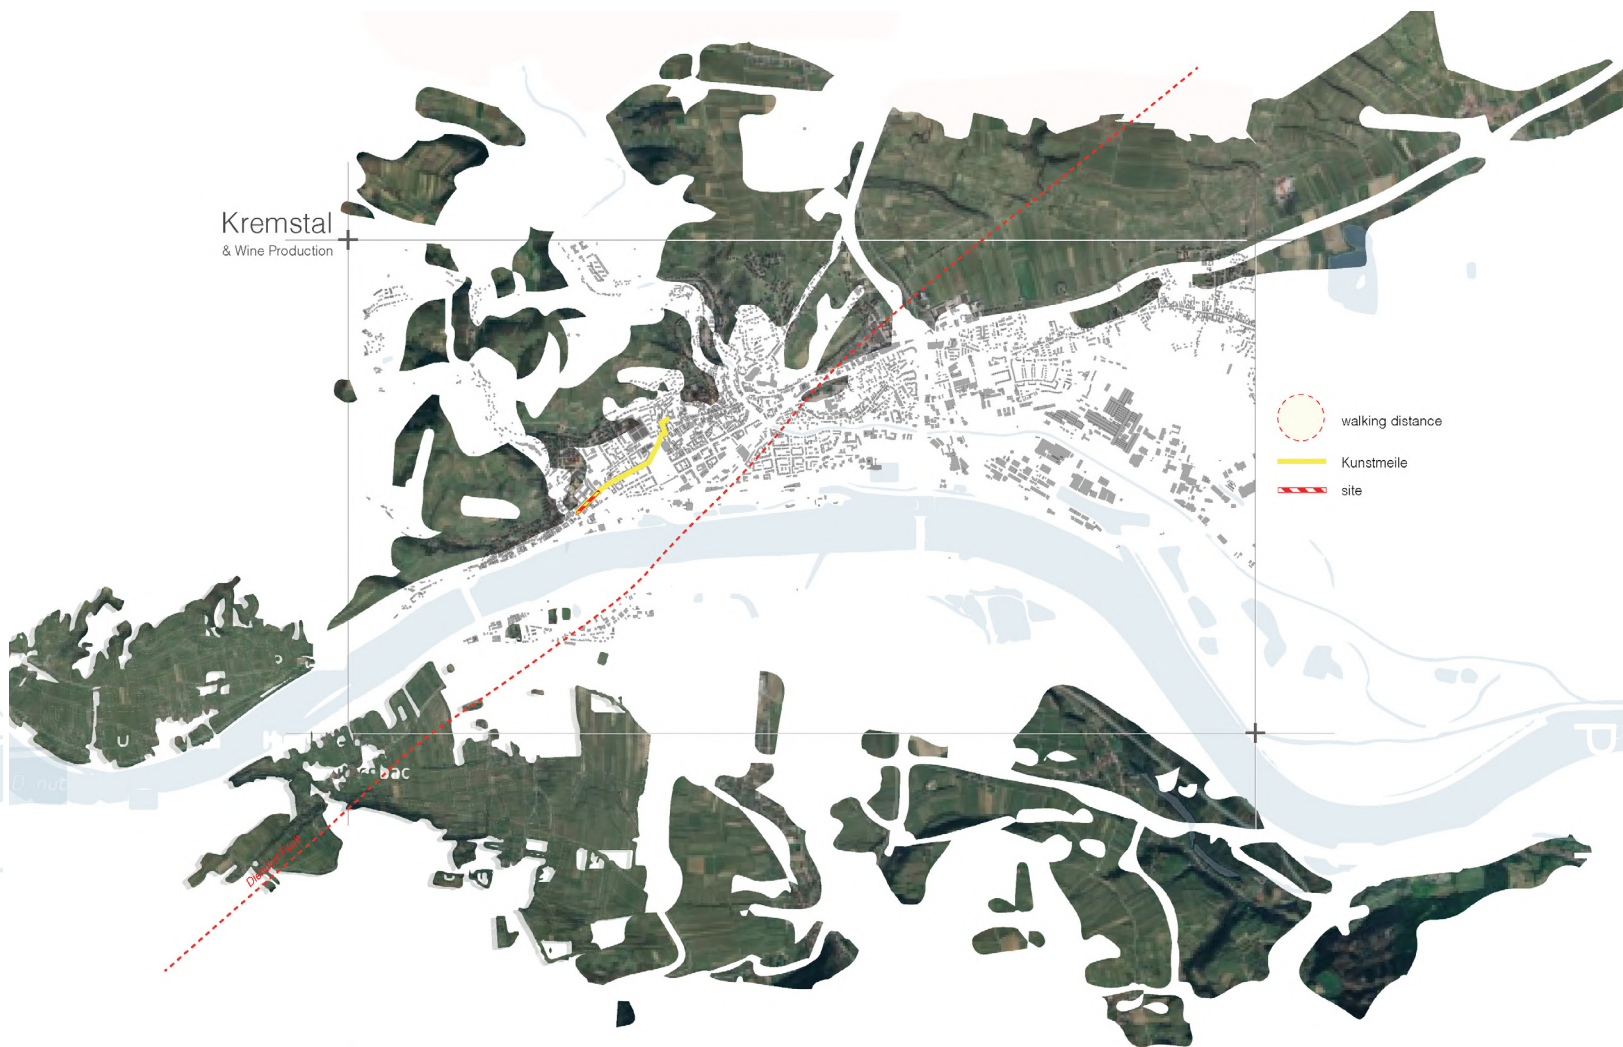 Kremstal
& Wine Production
walking distance
Kunstmeile
site